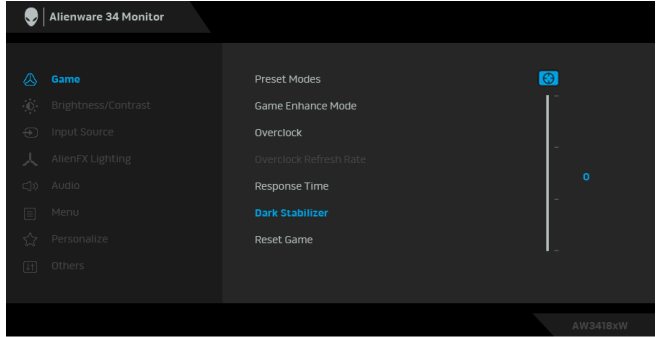 Alienware 34 Monitor
Game
Brightness/Contrast
Input Source
AlienFX Lighting
Audio
Menu
Personalize
Others
Preset Modes
Game Enhance Mode
Overclock
Overclock Refresh Rate
Response Time
Dark Stabilizer
Reset Game
0
AW3418xW